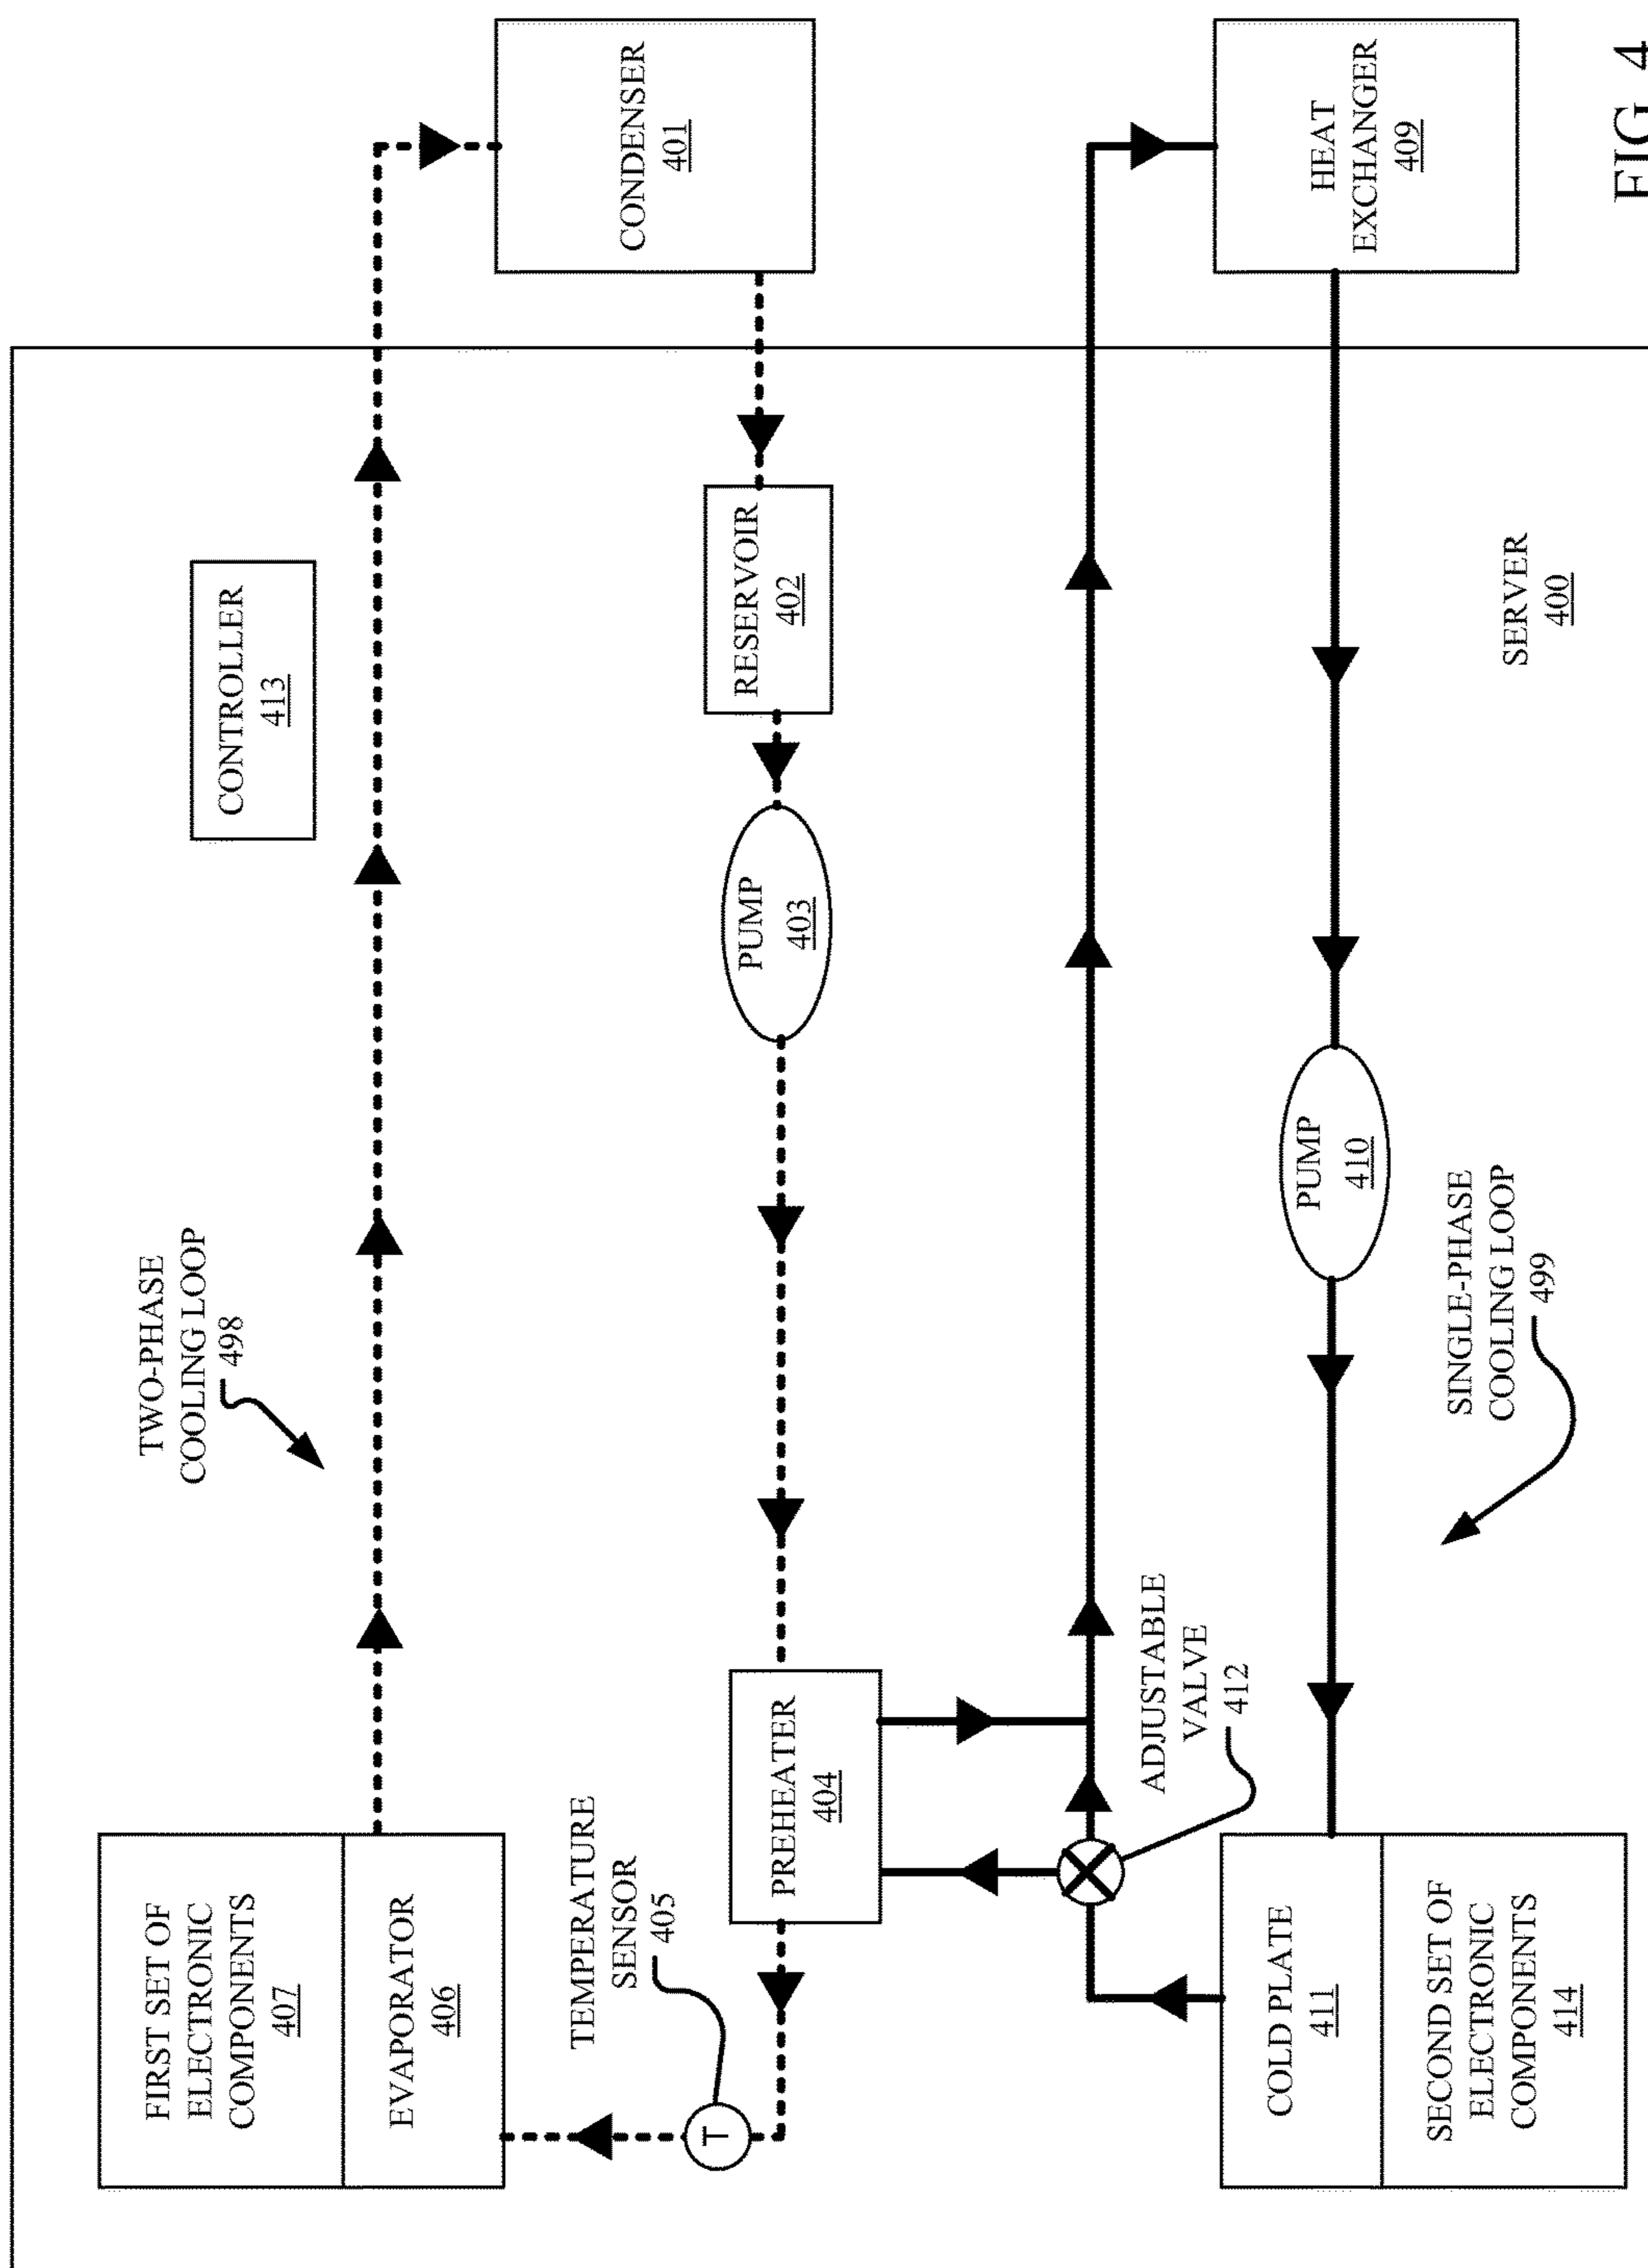 FIRST SET OF
ELECTRONIC
COMPONENTS
407
EVAPORATOR
406
TWO-PHASE
COOLING LOOP
498
CONTROLLER
413
CONDENSER
401
RESERVOIR
402
PUMP
403
PREHEATER
404
TEMPERATURE
SENSOR
405
T
ADJUSTABLE
VALVE
412
HEAT
EXCHANGER
409
PUMP
410
COLD PLATE
411
SECOND SET OF
ELECTRONIC
COMPONENTS
414
SINGLE-PHASE
COOLING LOOP
499
SERVER
400
FIG. 4